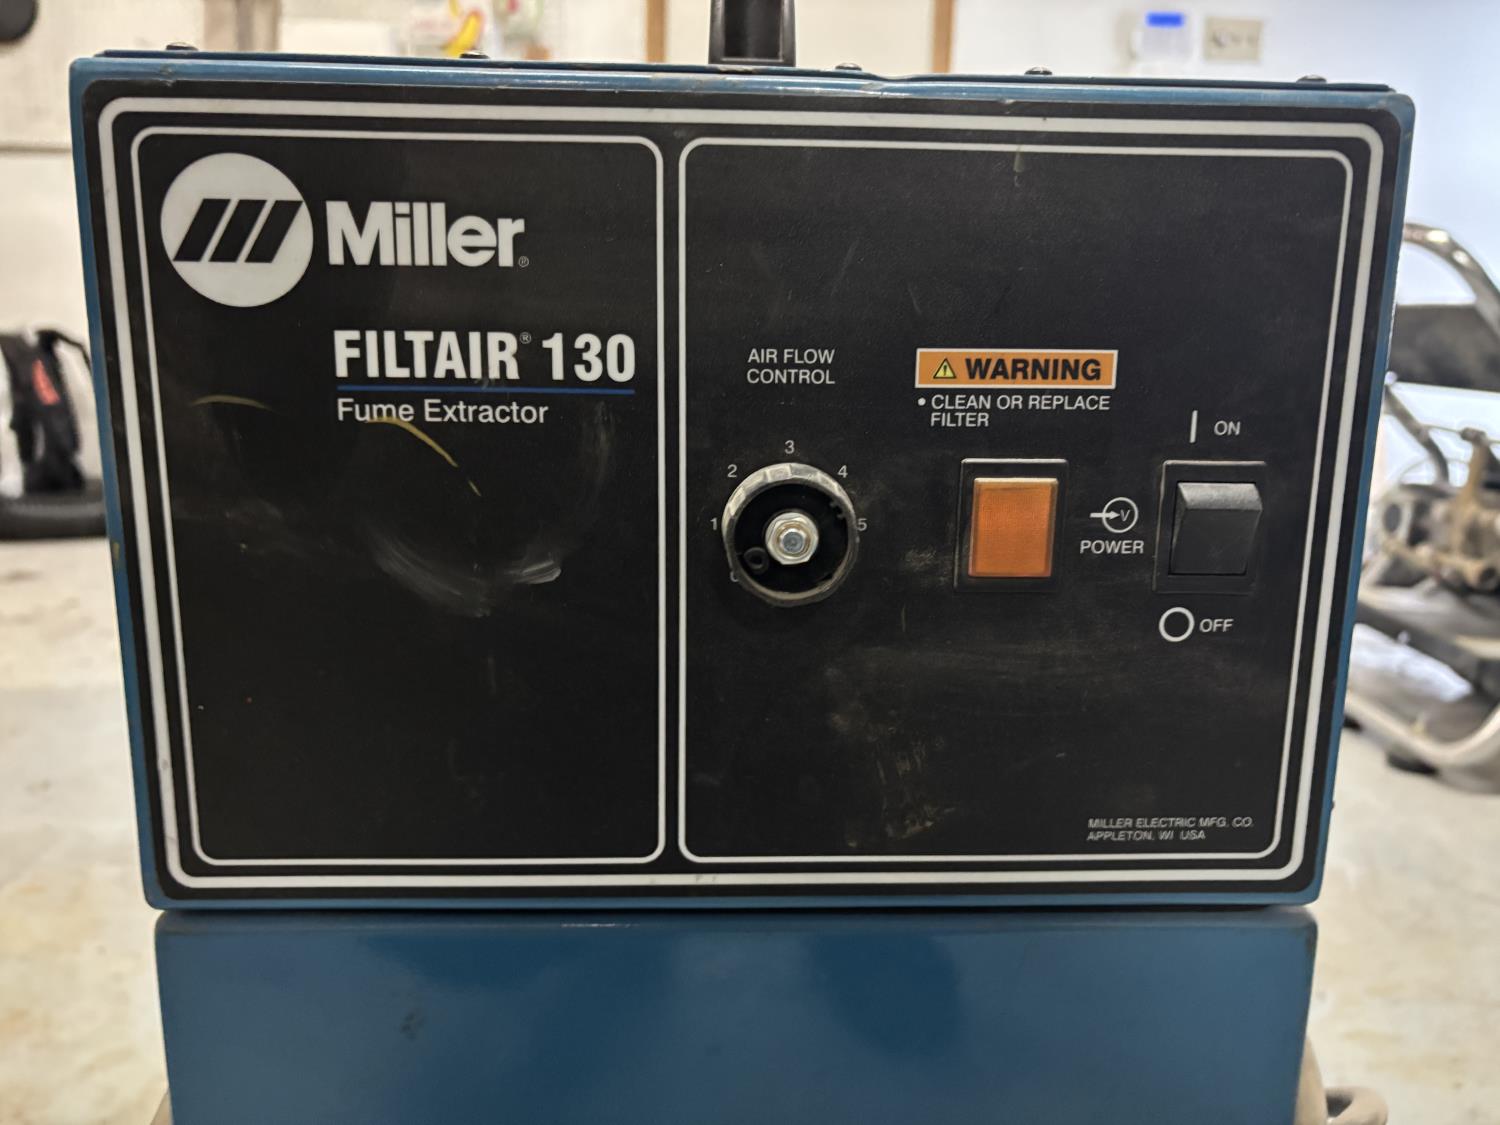 Miller®
FILTAIR® 130
Fume Extractor
AIR FLOW
CONTROL
1
2
3
4
5
WARNING
• CLEAN OR REPLACE
FILTER
ON
V
POWER
OFF
MILLER ELECTRIC MFG. CO.
APPLETON, WI USA